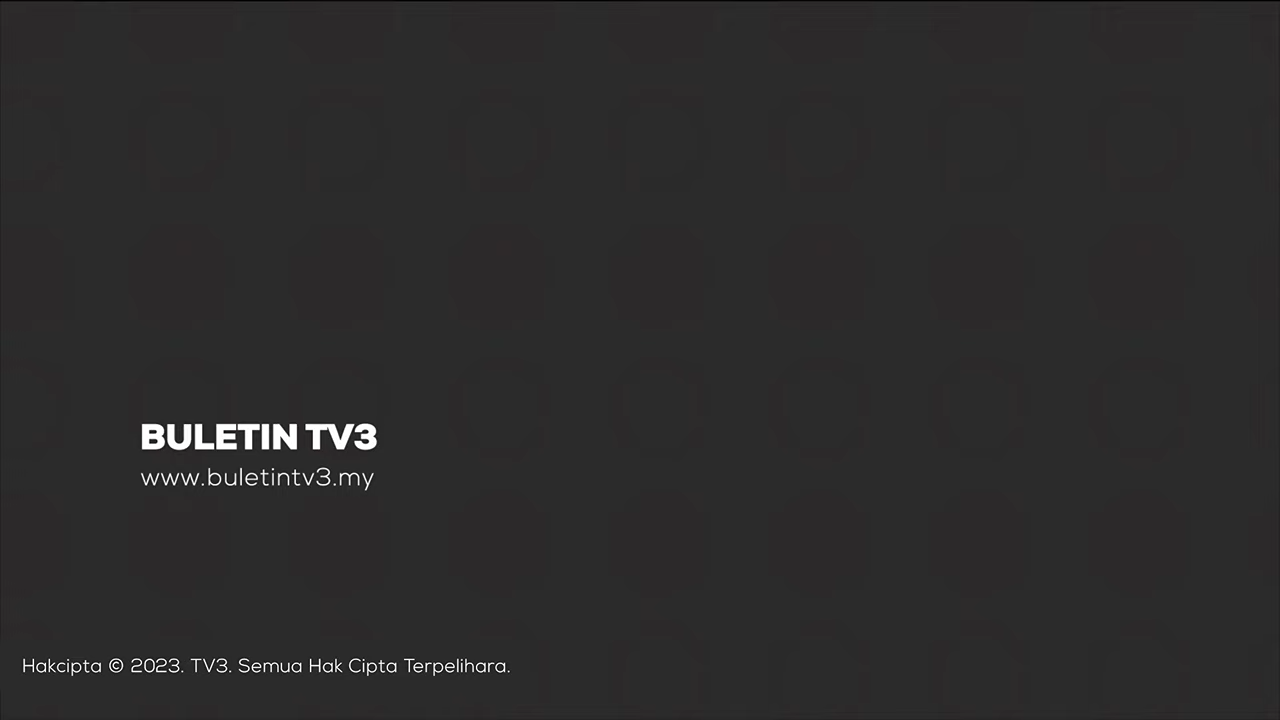 BULETIN TV3
www.buletintv3.my
Hakcipta © 2023. TV3. Semua Hak Cipta Terpelihara.